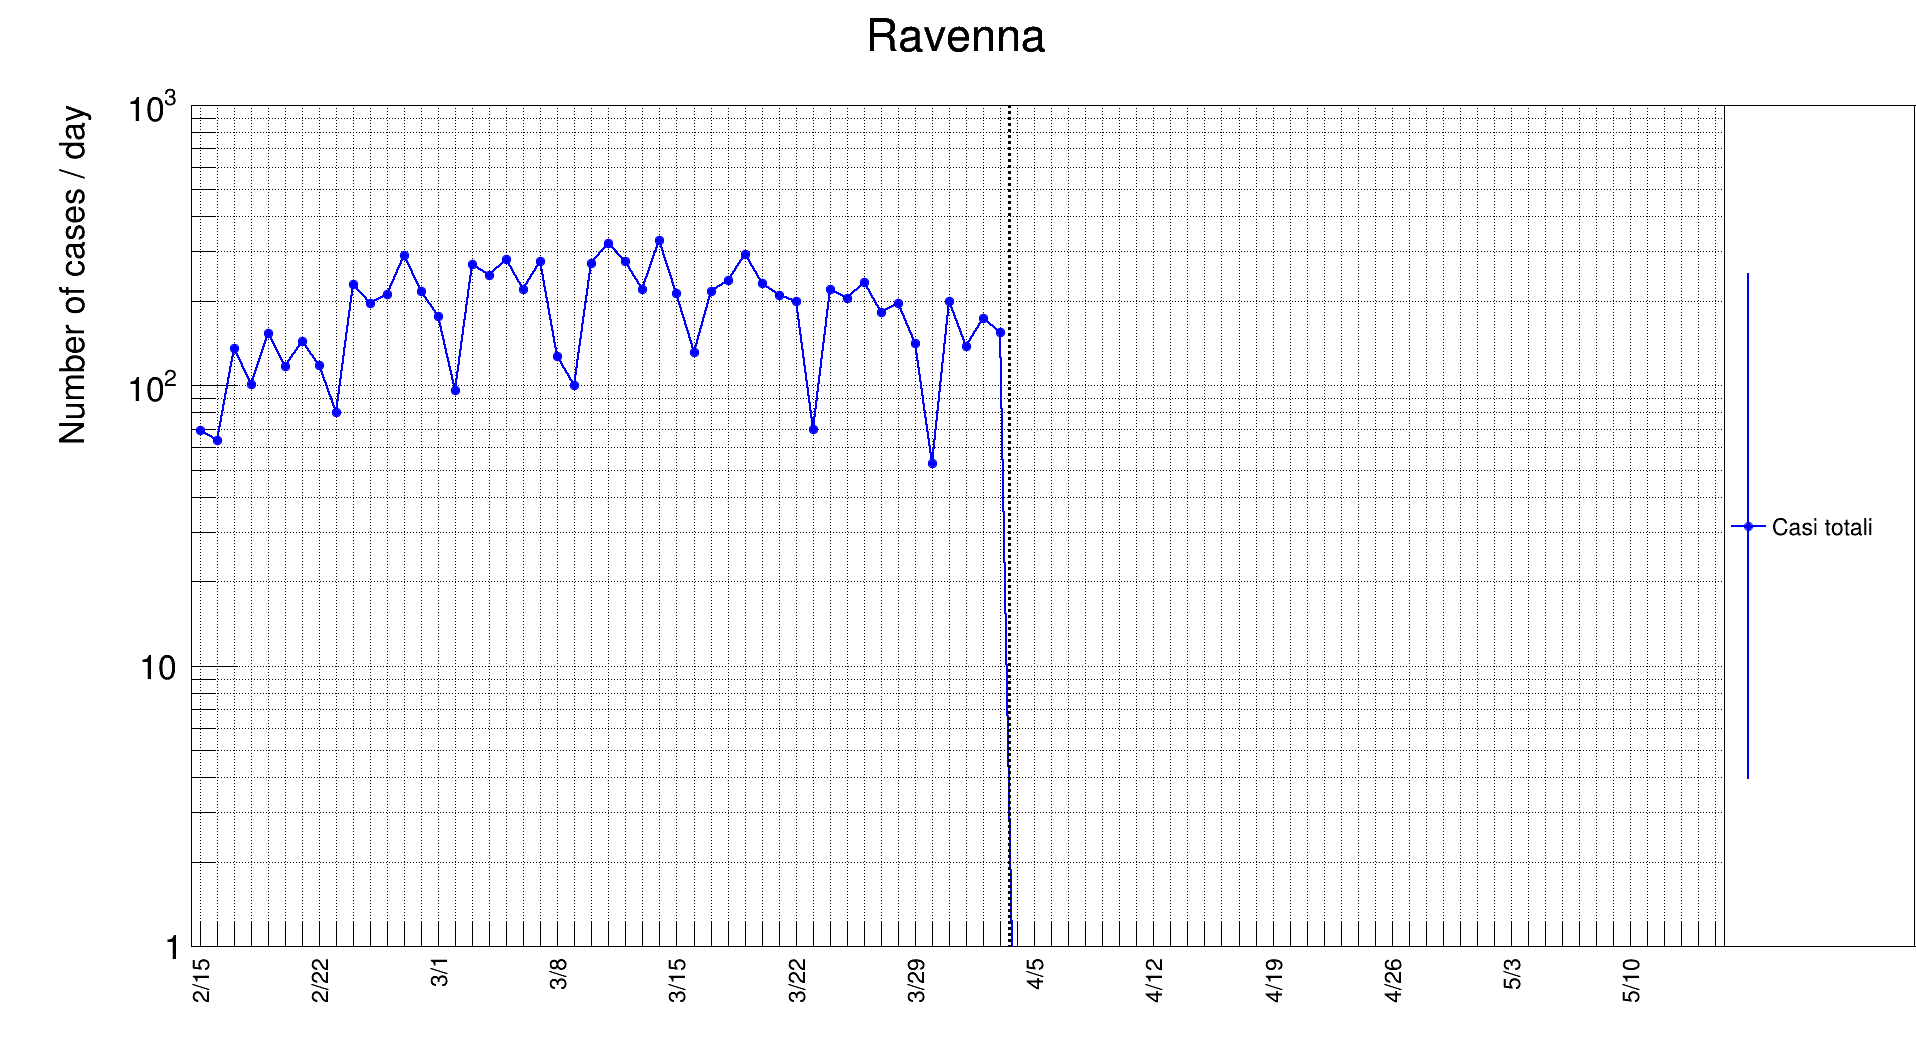 Ravenna
Number of cases / day
10³
10²
10
1
2/15 2/22 3/1 3/8 3/15 3/22 3/29 4/5 4/12 4/19 4/26 5/3 5/10
Casi totali